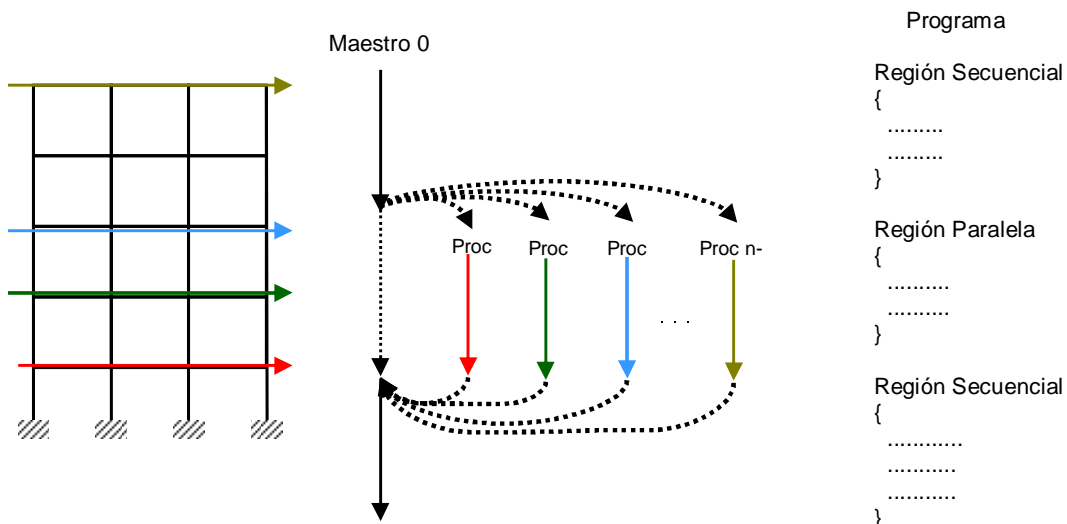 Maestro 0
Proc
Proc
Proc
Proc n-
. . .
Programa
Región Secuencial
{
.........
.........
}
Región Paralela
{
..........
..........
}
Región Secuencial
{
............
...........
...........
}